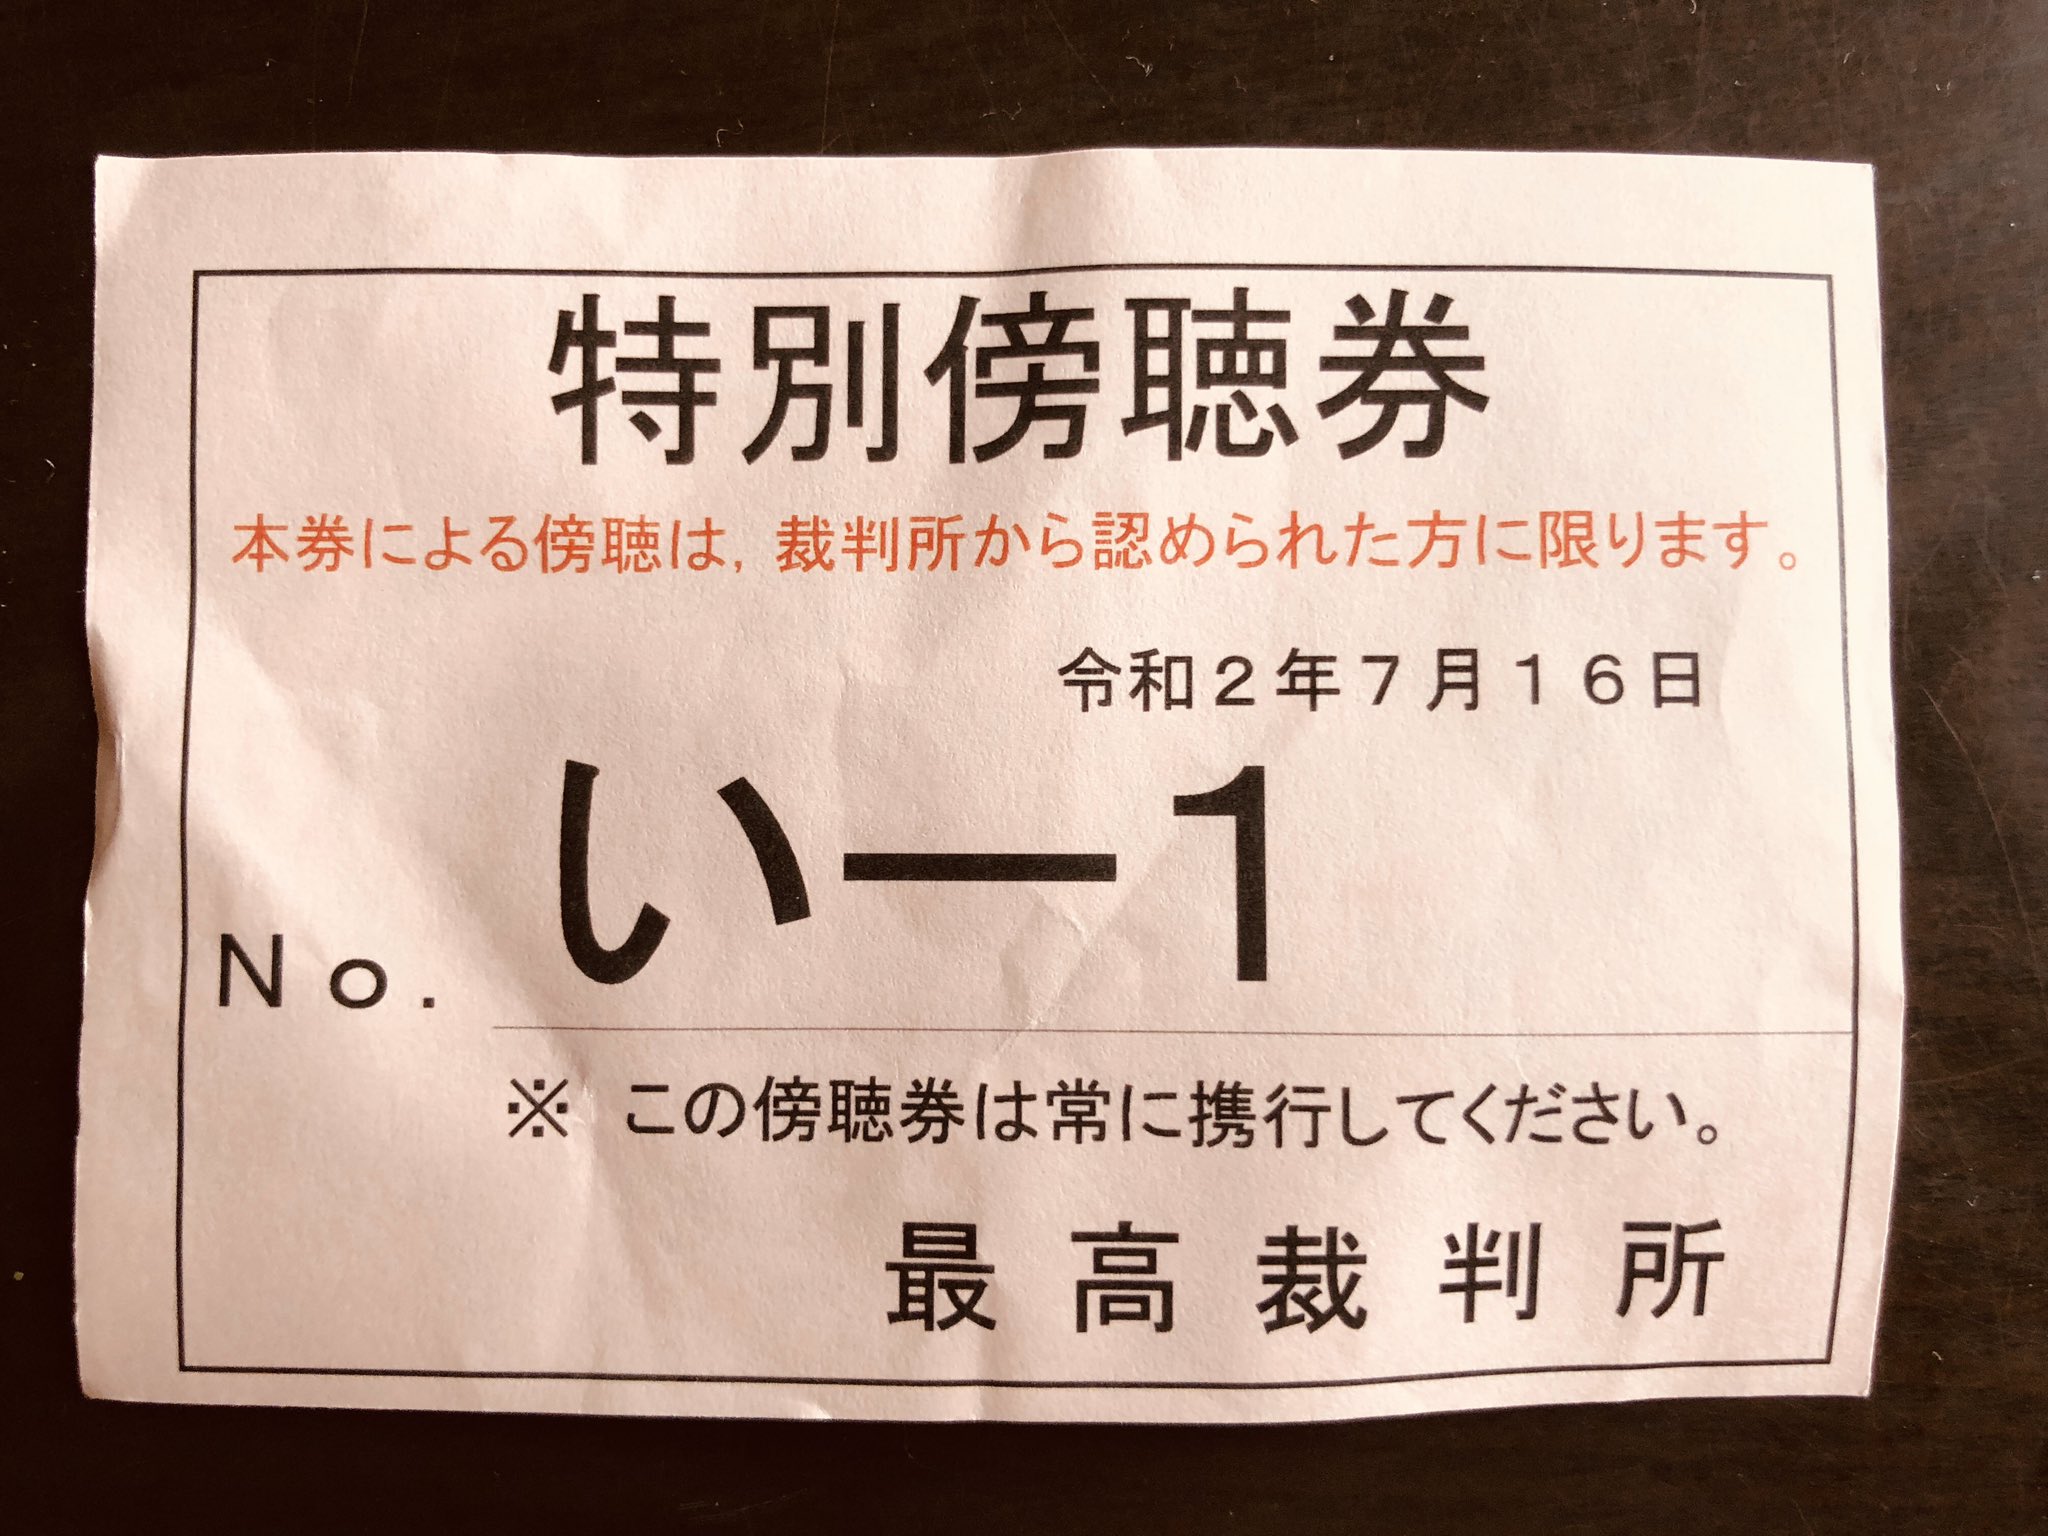 特別傍聴券
本券による傍聴は，裁判所から認められた方に限ります。
令和２年７月１６日
Ｎｏ． い―1
※　この傍聴券は常に携行してください。
最高裁判所